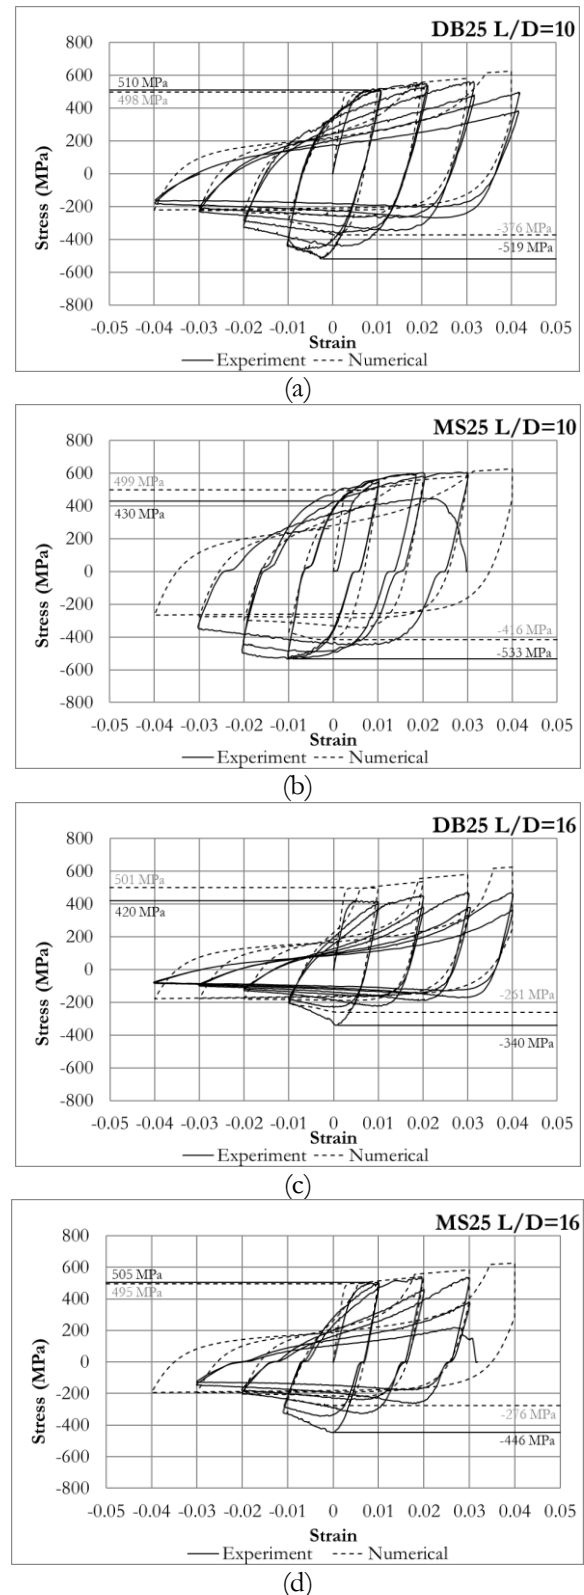 DB25 L/D=10
800
600
510 MPa
400
498 MPa
200
0
-200
-376 MPa
-400
-519 MPa
-600
-800
Stress (MPa)
-0.05 -0.04 -0.03 -0.02 -0.01 0 0.01 0.02 0.03 0.04 0.05
Strain
Experiment Numerical
(a)
MS25 L/D=10
800
600
499 MPa
400
430 MPa
200
0
-200
-416 MPa
-400
-533 MPa
-600
-800
Stress (MPa)
-0.05 -0.04 -0.03 -0.02 -0.01 0 0.01 0.02 0.03 0.04 0.05
Strain
Experiment Numerical
(b)
DB25 L/D=16
800
600
501 MPa
400
420 MPa
200
0
-200
-261 MPa
-400
-340 MPa
-600
-800
Stress (MPa)
-0.05 -0.04 -0.03 -0.02 -0.01 0 0.01 0.02 0.03 0.04 0.05
Strain
Experiment Numerical
(c)
MS25 L/D=16
800
600
505 MPa
400
495 MPa
200
0
-200
-276 MPa
-400
-446 MPa
-600
-800
Stress (MPa)
-0.05 -0.04 -0.03 -0.02 -0.01 0 0.01 0.02 0.03 0.04 0.05
Strain
Experiment Numerical
(d)